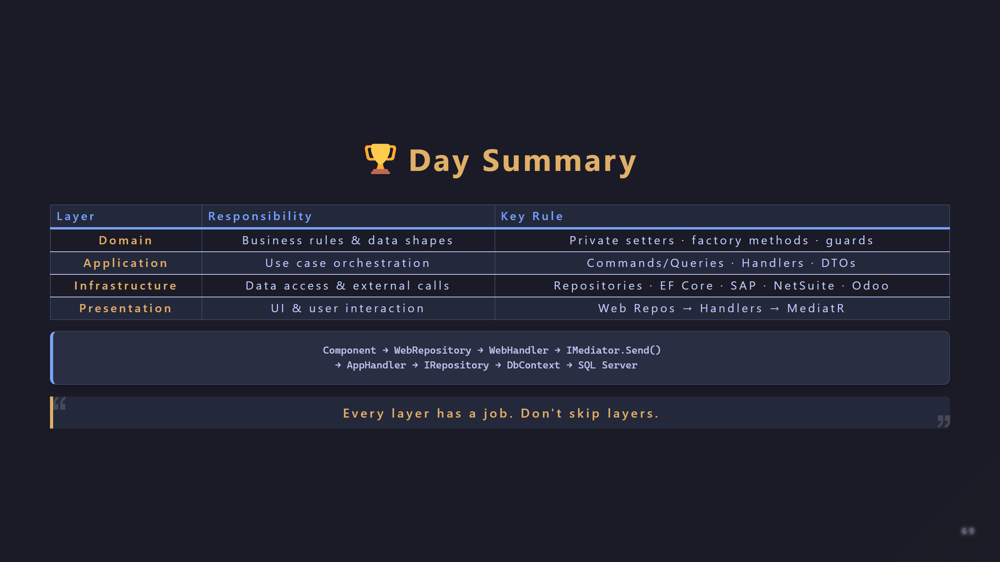 🏆 Day Summary
Layer Responsibility Key Rule
Domain Business rules & data shapes Private setters · factory methods · guards
Application Use case orchestration Commands/Queries · Handlers · DTOs
Infrastructure Data access & external calls Repositories · EF Core · SAP · NetSuite · Odoo
Presentation UI & user interaction Web Repos → Handlers → MediatR
Component → WebRepository → WebHandler → IMediator.Send()
→ AppHandler → IRepository → DbContext → SQL Server
“
Every layer has a job. Don't skip layers.
”
69